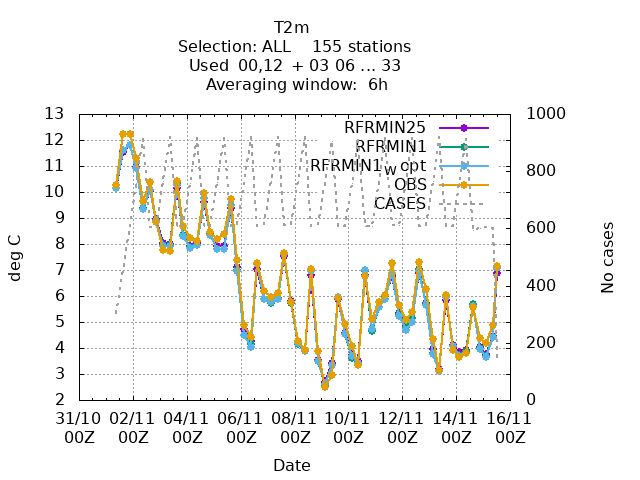 T2m
Selection: ALL 155 stations
Used 00,12 + 03 06 ... 33
Averaging window: 6h
13
12
11
10
9
8
7
6
5
4
3
2
deg C
1000
800
600
400
200
0
No cases
RFRMIN25
RFRMIN1
RFRMIN1w opt
OBS
CASES
31/10 02/11 04/11 06/11 08/11 10/11 12/11 14/11 16/11
00Z 00Z 00Z 00Z 00Z 00Z 00Z 00Z 00Z
Date